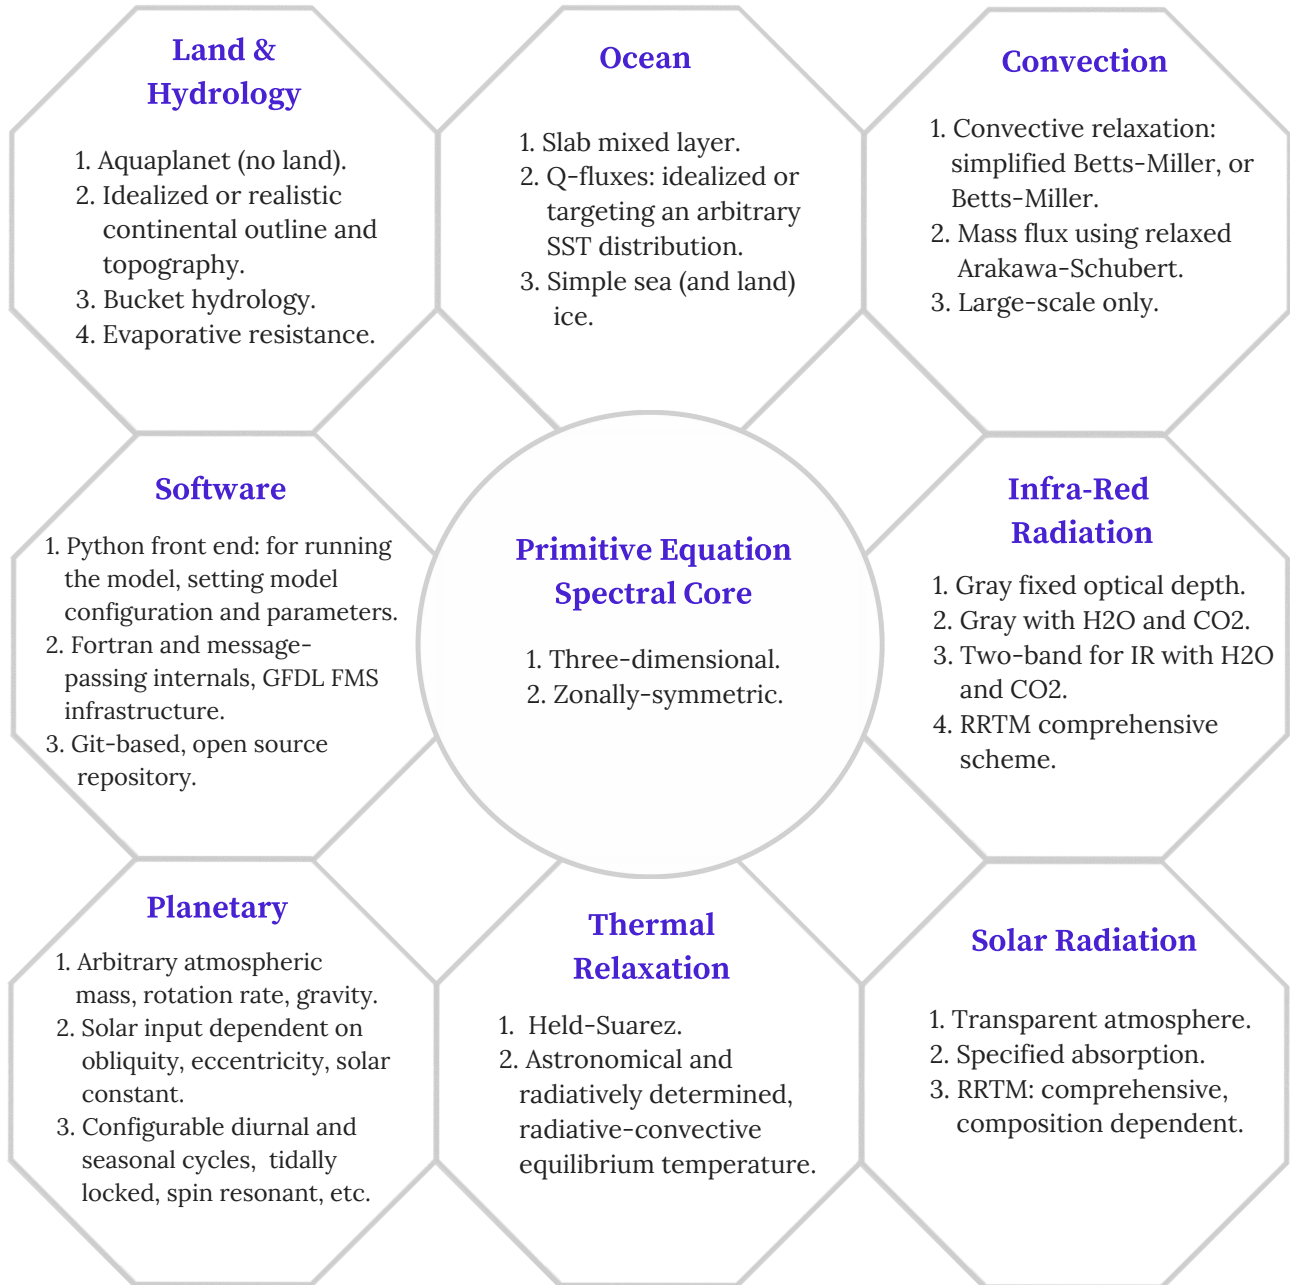 Land &
Hydrology
1. Aquaplanet (no land).
2. Idealized or realistic
continental outline and
topography.
3. Bucket hydrology.
4. Evaporative resistance.
Ocean
1. Slab mixed layer.
2. Q-fluxes: idealized or
targeting an arbitrary
SST distribution.
3. Simple sea (and land)
ice.
Convection
1. Convective relaxation:
simplified Betts-Miller, or
Betts-Miller.
2. Mass flux using relaxed
Arakawa-Schubert.
3. Large-scale only.
Software
1. Python front end: for running
the model, setting model
configuration and parameters.
2. Fortran and message-
passing internals, GFDL FMS
infrastructure.
3. Git-based, open source
repository.
Primitive Equation
Spectral Core
1. Three-dimensional.
2. Zonally-symmetric.
Infra-Red
Radiation
1. Gray fixed optical depth.
2. Gray with H2O and CO2.
3. Two-band for IR with H2O
and CO2.
4. RRTM comprehensive
scheme.
Planetary
1. Arbitrary atmospheric
mass, rotation rate, gravity.
2. Solar input dependent on
obliquity, eccentricity, solar
constant.
3. Configurable diurnal and
seasonal cycles, tidally
locked, spin resonant, etc.
Thermal
Relaxation
1. Held-Suarez.
2. Astronomical and
radiatively determined,
radiative-convective
equilibrium temperature.
Solar Radiation
1. Transparent atmosphere.
2. Specified absorption.
3. RRTM: comprehensive,
composition dependent.